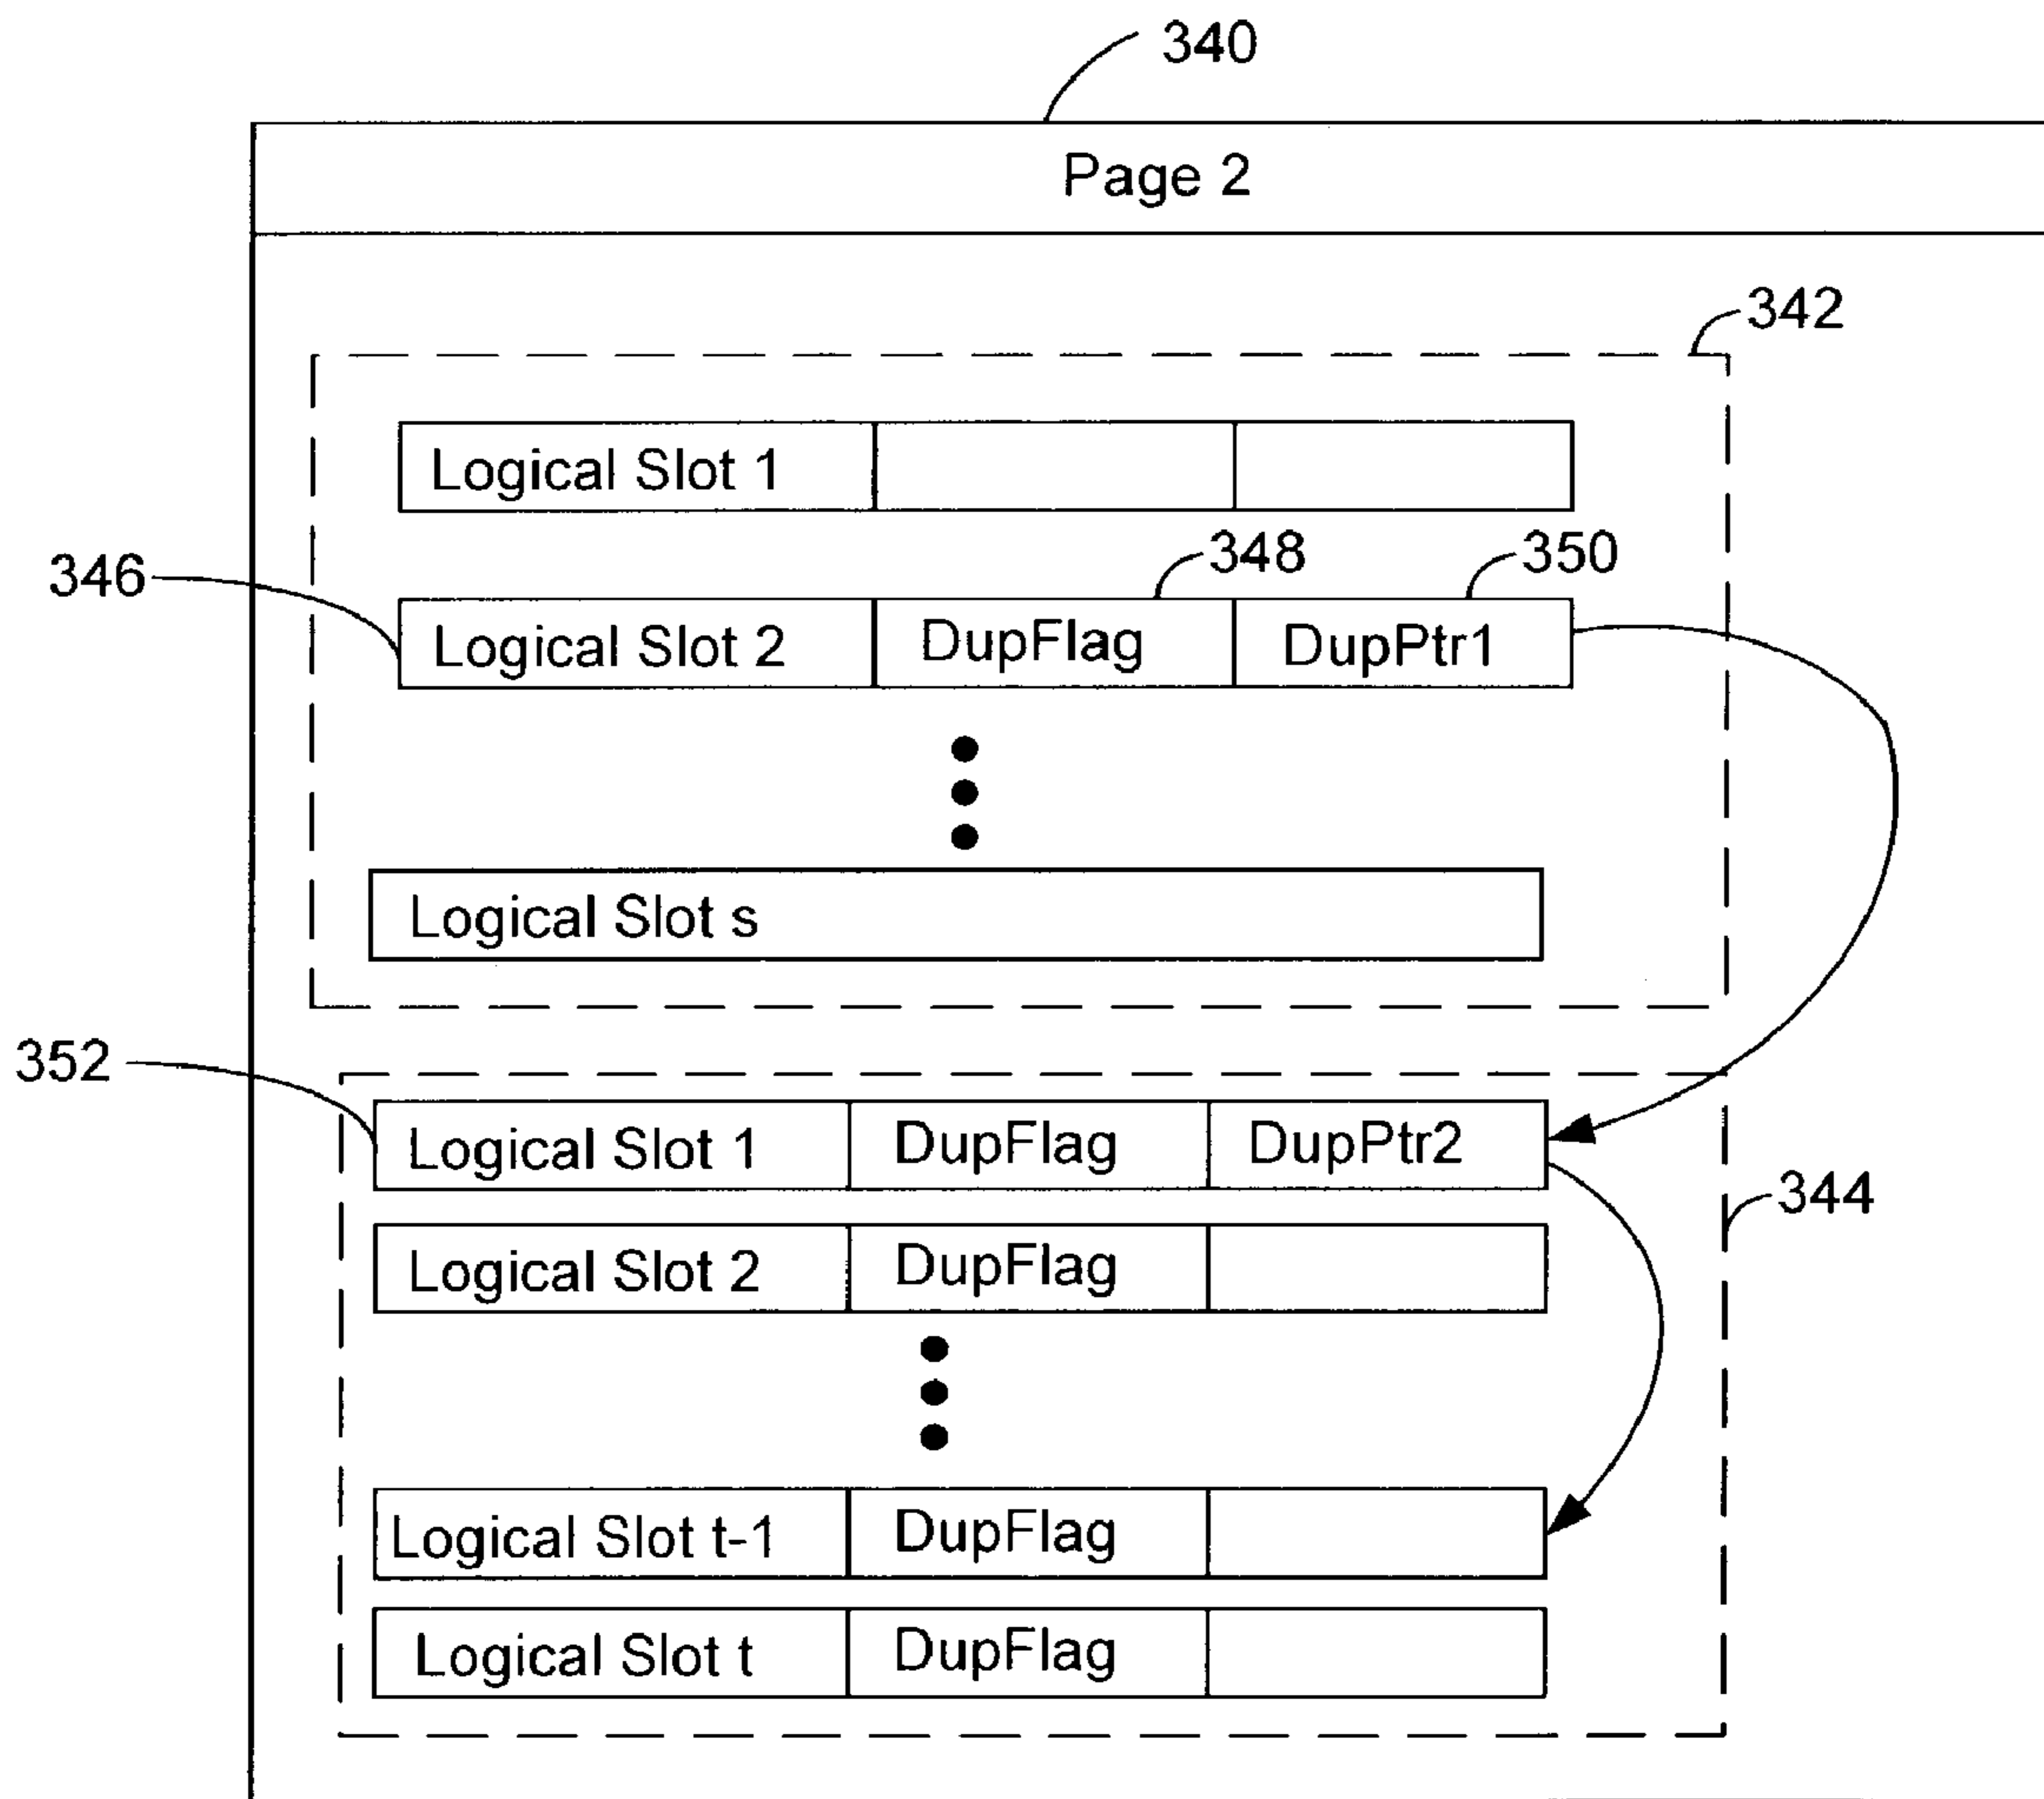 340
Page 2
342
Logical Slot 1
346
348
350
Logical Slot 2 DupFlag DupPtr1
Logical Slot s
352
Logical Slot 1 DupFlag DupPtr2
344
Logical Slot 2 DupFlag
Logical Slot t-1 DupFlag
Logical Slot t DupFlag